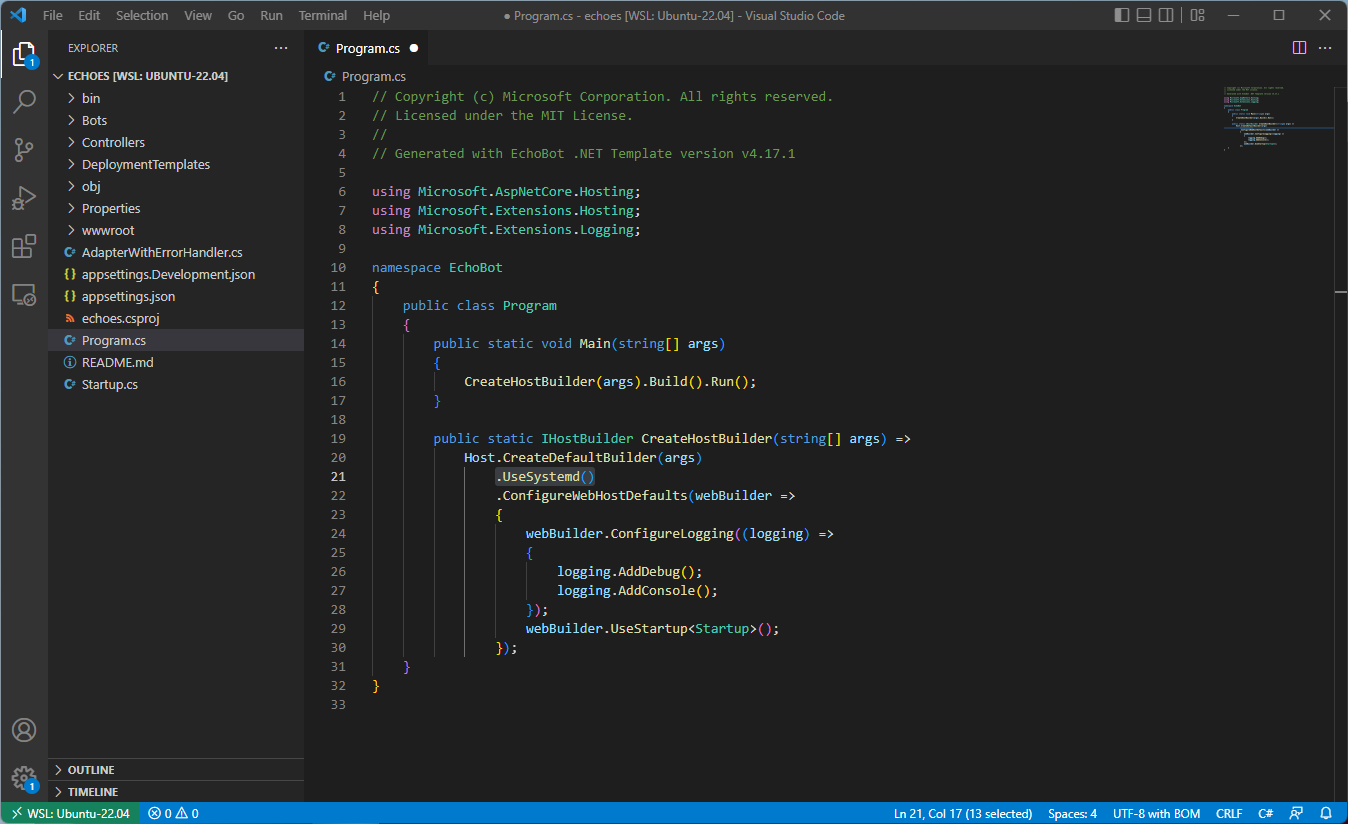 File Edit Selection View Go Run Terminal Help
● Program.cs - echoes [WSL: Ubuntu-22.04] - Visual Studio Code
EXPLORER
ECHOES [WSL: UBUNTU-22.04]
bin
Bots
Controllers
DeploymentTemplates
obj
Properties
wwwroot
C# AdapterWithErrorHandler.cs
{} appsettings.Development.json
{} appsettings.json
echoes.csproj
C# Program.cs
README.md
C# Startup.cs
OUTLINE
TIMELINE
1
1
C# Program.cs ●
C# Program.cs
1 // Copyright (c) Microsoft Corporation. All rights reserved.
2 // Licensed under the MIT License.
3 //
4 // Generated with EchoBot .NET Template version v4.17.1
5
6 using Microsoft.AspNetCore.Hosting;
7 using Microsoft.Extensions.Hosting;
8 using Microsoft.Extensions.Logging;
9
10 namespace EchoBot
11 {
12     public class Program
13     {
14         public static void Main(string[] args)
15         {
16             CreateHostBuilder(args).Build().Run();
17         }
18
19         public static IHostBuilder CreateHostBuilder(string[] args) =>
20             Host.CreateDefaultBuilder(args)
21                 .UseSystemd()
22                 .ConfigureWebHostDefaults(webBuilder =>
23                 {
24                     webBuilder.ConfigureLogging((logging) =>
25                     {
26                         logging.AddDebug();
27                         logging.AddConsole();
28                     });
29                     webBuilder.UseStartup<Startup>();
30                 });
31     }
32 }
33
WSL: Ubuntu-22.04 0 0 Ln 21, Col 17 (13 selected) Spaces: 4 UTF-8 with BOM CRLF C#